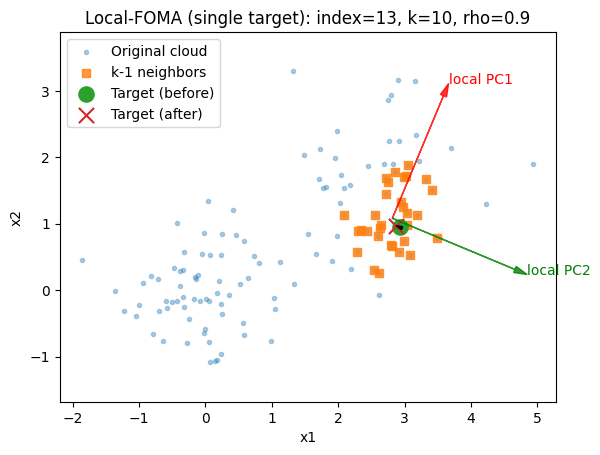 Local-FOMA (single target): index=13, k=10, rho=0.9
Original cloud
k-1 neighbors
Target (before)
Target (after)
local PC1
local PC2
3
2
1
0
−1
x2
−2 −1 0 1 2 3 4 5
x1